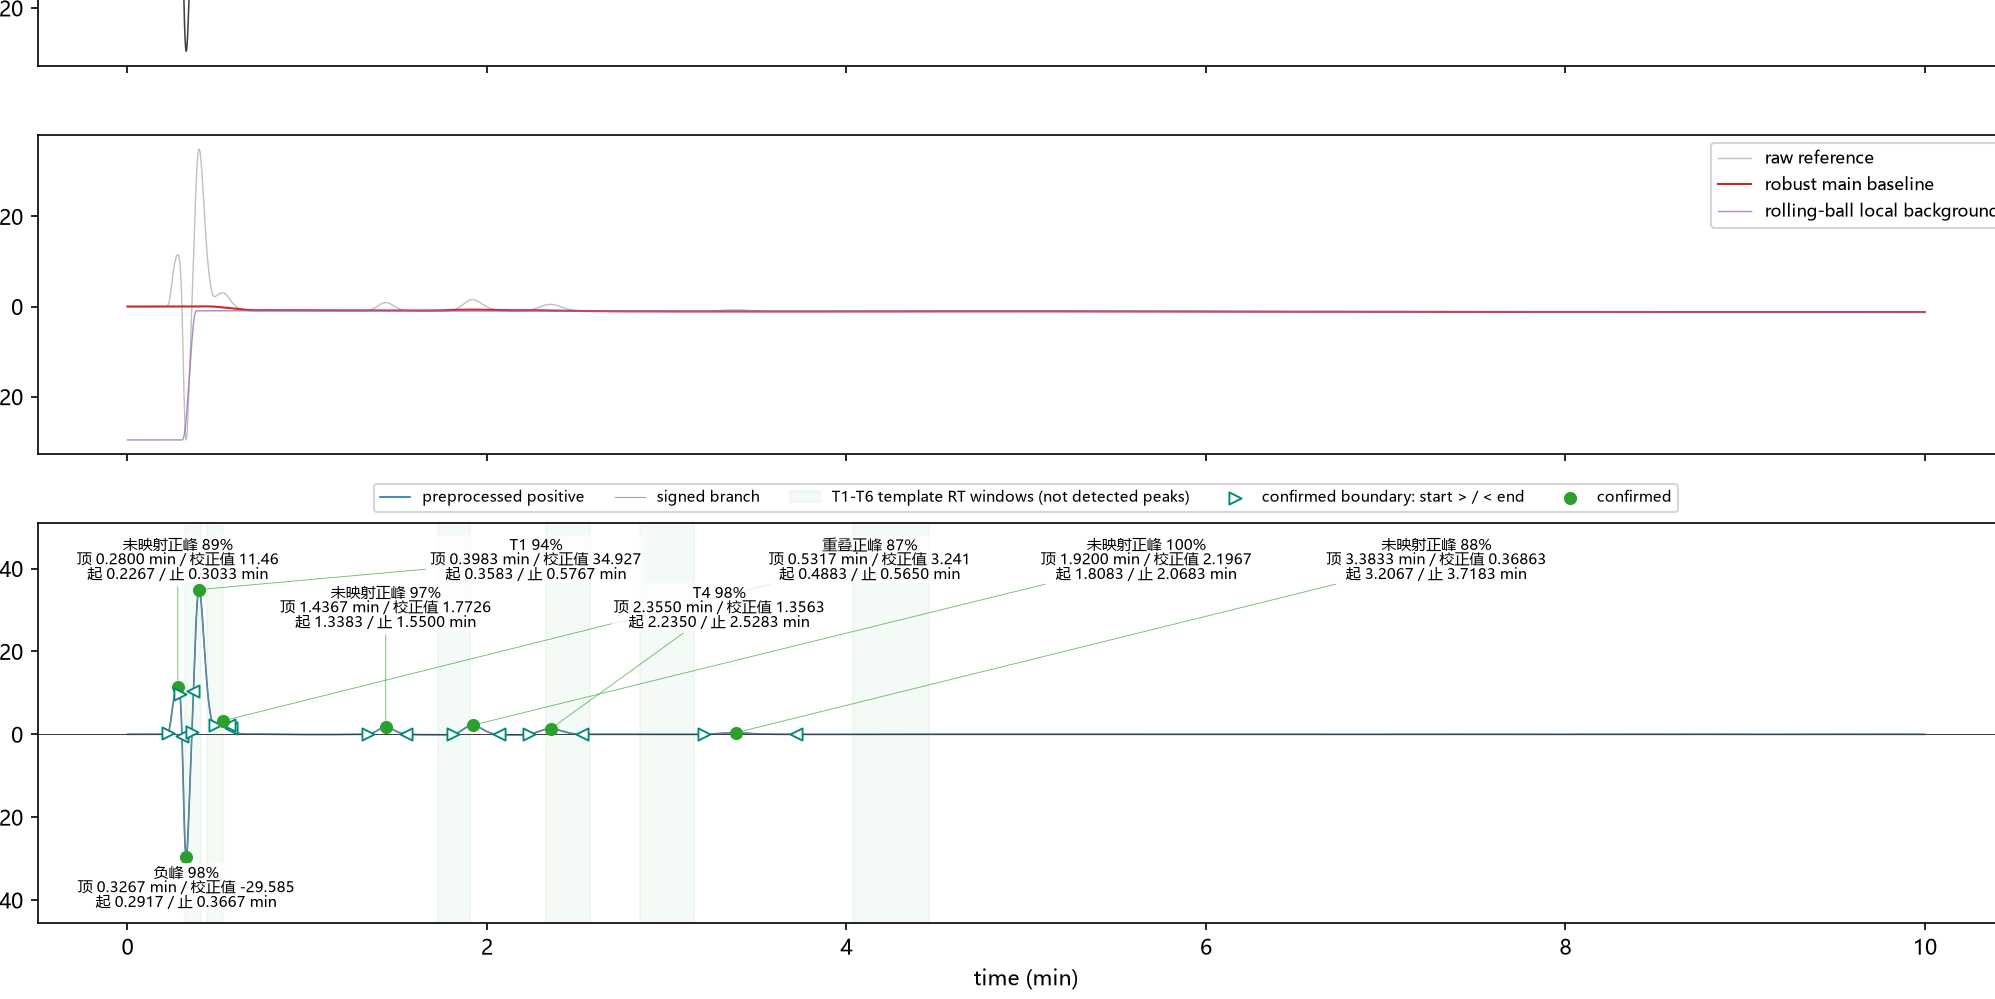 20
raw reference
robust main baseline
rolling-ball local background
20
0
20
preprocessed positive
signed branch
T1-T6 template RT windows (not detected peaks)
confirmed boundary: start > / < end
confirmed
未映射正峰 89%
顶 0.2800 min / 校正值 11.46
起 0.2267 / 止 0.3033 min
T1 94%
顶 0.3983 min / 校正值 34.927
起 0.3583 / 止 0.5767 min
重叠正峰 87%
顶 0.5317 min / 校正值 3.241
起 0.4883 / 止 0.5650 min
未映射正峰 100%
顶 1.9200 min / 校正值 2.1967
起 1.8083 / 止 2.0683 min
未映射正峰 88%
顶 3.3833 min / 校正值 0.36863
起 3.2067 / 止 3.7183 min
未映射正峰 97%
顶 1.4367 min / 校正值 1.7726
起 1.3383 / 止 1.5500 min
T4 98%
顶 2.3550 min / 校正值 1.3563
起 2.2350 / 止 2.5283 min
负峰 98%
顶 0.3267 min / 校正值 -29.585
起 0.2917 / 止 0.3667 min
40
20
0
20
40
0
2
4
6
8
10
time (min)